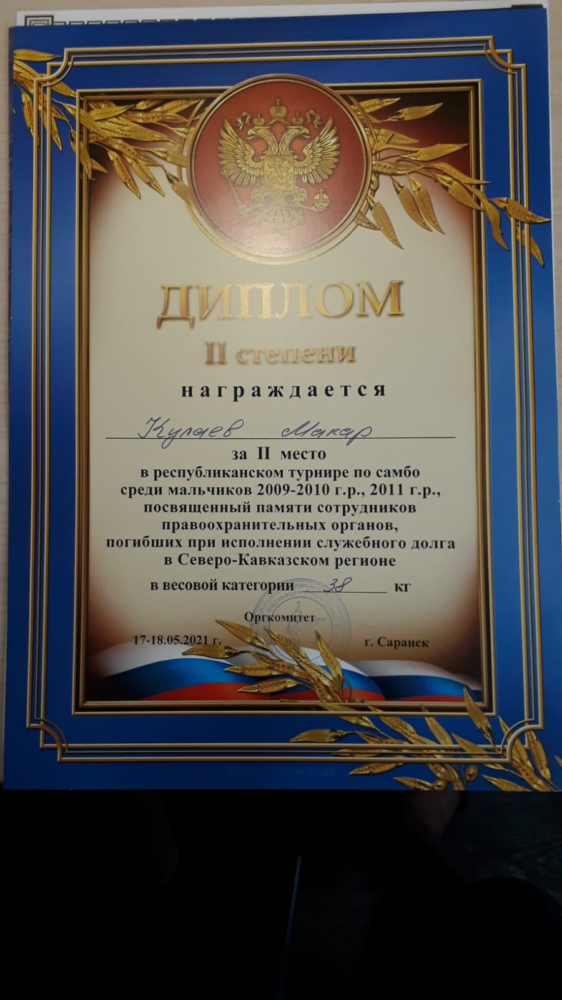 ДИПЛОМ
II степени
награждается
Кулаев Макар
за II место
в республиканском турнире по самбо
среди мальчиков 2009-2010 г.р., 2011 г.р.,
посвященный памяти сотрудников
правоохранительных органов,
погибших при исполнении служебного долга
в Северо-Кавказском регионе
в весовой категории 38 кг
Оргкомитет
17-18.05.2021 г. г. Саранск